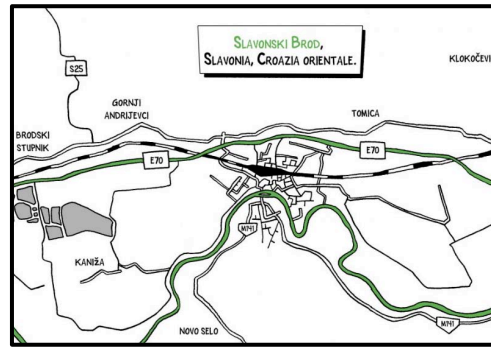 Slavonski Brod,
Slavonia, Croazia orientale.
S25
KLOKOČEVI
GORNJI
ANDRIJEVCI
TOMICA
BRODSKI
STUPNIK
E70
E70
KANIŽA
M141
NOVO SELO
M141